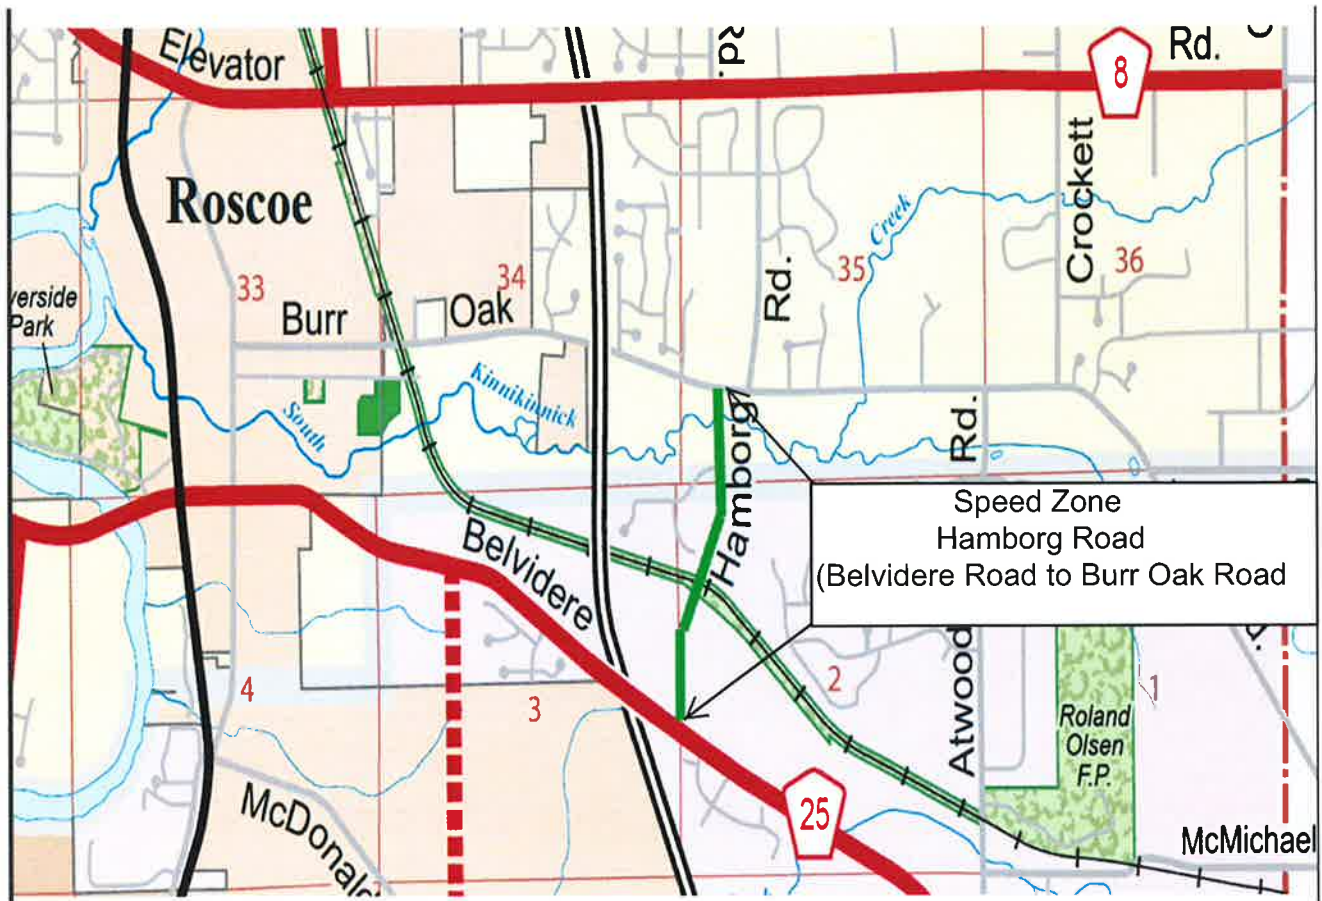 Elevator
Rd.
Rd.
8
Roscoe
Crockett
Creek
33
34
35
36
Rd.
Burr
Oak
erside
Park
South
Kinnikinnick
Hamborg
Rd.
Speed Zone
Hamborg Road
(Belvidere Road to Burr Oak Road
Hamborg
Belvidere
Atwood
4
3
2
1
Roland
Olsen
F.P.
25
McDonald
McMichael